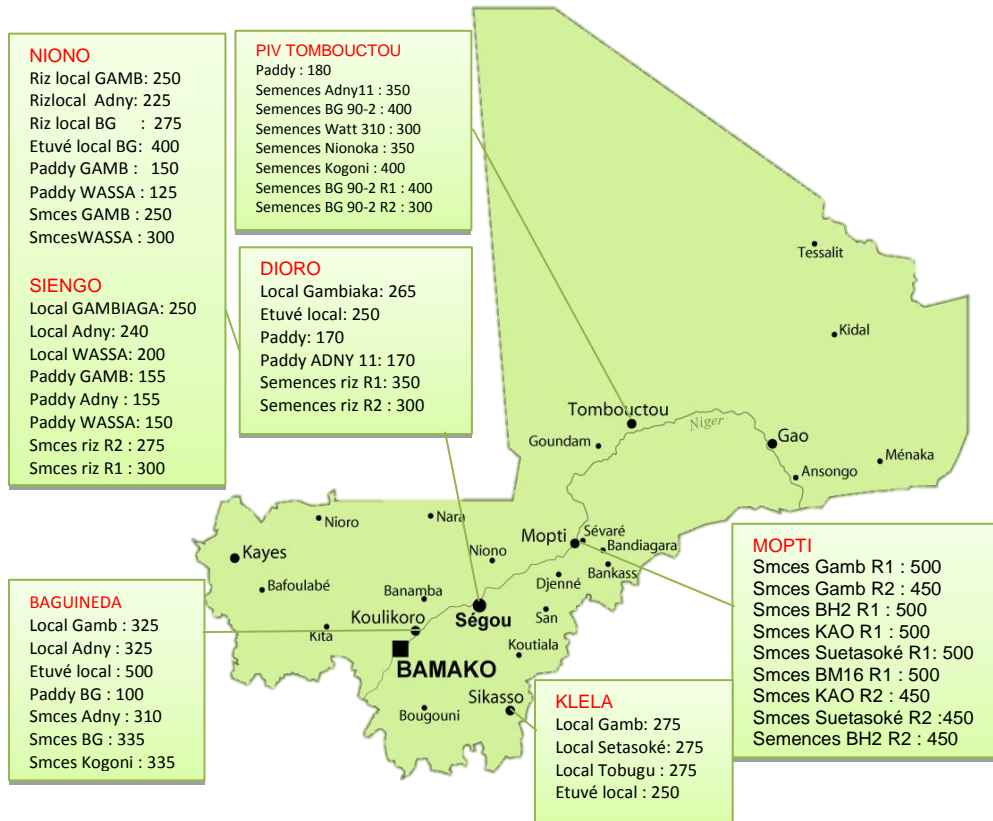 NIONO
Riz local GAMB: 250
Rizlocal Adny: 225
Riz local BG : 275
Etuvé local BG: 400
Paddy GAMB : 150
Paddy WASSA : 125
Smces GAMB : 250
SmcesWASSA : 300
SIENGO
Local GAMBIAGA: 250
Local Adny: 240
Local WASSA: 200
Paddy GAMB: 155
Paddy Adny : 155
Paddy WASSA: 150
Smces riz R2 : 275
Smces riz R1 : 300
PIV TOMBOUCTOU
Paddy : 180
Semences Adny11 : 350
Semences BG 90-2 : 400
Semences Watt 310 : 300
Semences Nionoka : 350
Semences Kogoni : 400
Semences BG 90-2 R1 : 400
Semences BG 90-2 R2 : 300
DIORO
Local Gambiaka: 265
Etuvé local: 250
Paddy: 170
Paddy ADNY 11: 170
Semences riz R1: 350
Semences riz R2 : 300
Tessalit
Kidal
Tombouctou
Niger
Goundam
Gao
Ménaka
Ansongo
Nioro
Nara
Mopti
Sévaré
Niono
Bandiagara
Kayes
Bankass
Bafoulabé
Djenné
Banamba
Ségou
San
Koulikoro
Kita
Koutiala
BAMAKO
Sikasso
Bougouni
BAGUINEDA
Local Gamb : 325
Local Adny: 325
Etuvé local : 500
Paddy BG : 100
Smces Adny : 310
Smces BG : 335
Smces Kogoni : 335
KLELA
Local Gamb: 275
Local Setasoké: 275
Local Tobugu : 275
Etuvé local : 250
MOPTI
Smces Gamb R1 : 500
Smces Gamb R2 : 450
Smces BH2 R1 : 500
Smces KAO R1 : 500
Smces Suetasoké R1: 500
Smces BM16 R1 : 500
Smces KAO R2 : 450
Smces Suetasoké R2 :450
Semences BH2 R2 : 450